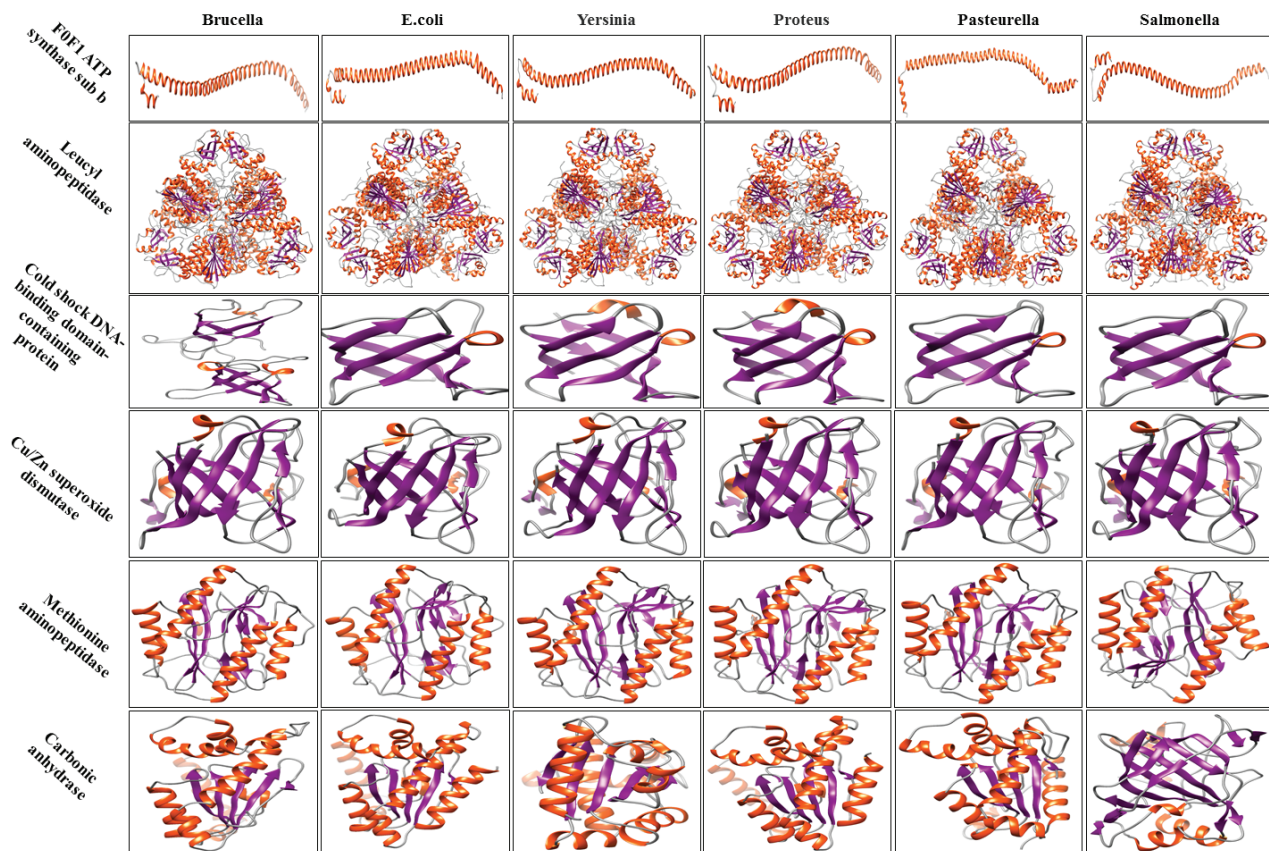 Brucella
E.coli
Yersinia
Proteus
Pasteurella
Salmonella
F0F1 ATP
synthase sub b
Leucyl
aminopeptidase
Cold shock DNA-
binding domain-
containing
protein
Cu/Zn superoxide
dismutase
Methionine
aminopeptidase
Carbonic
anhydrase